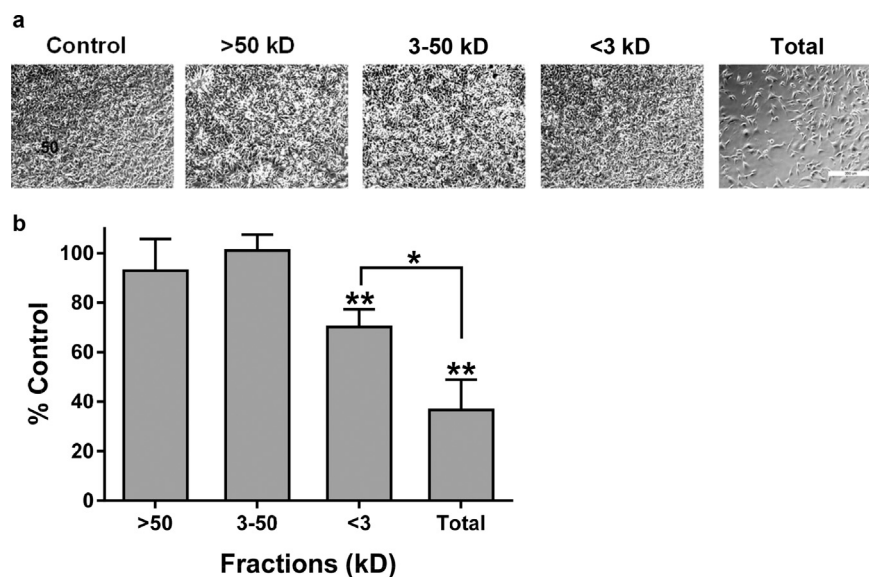 a
Control >50 kD 3-50 kD <3 kD Total
50
b
% Control
100
80
60
40
20
0
*
**
**
>50 3-50 <3 Total
Fractions (kD)